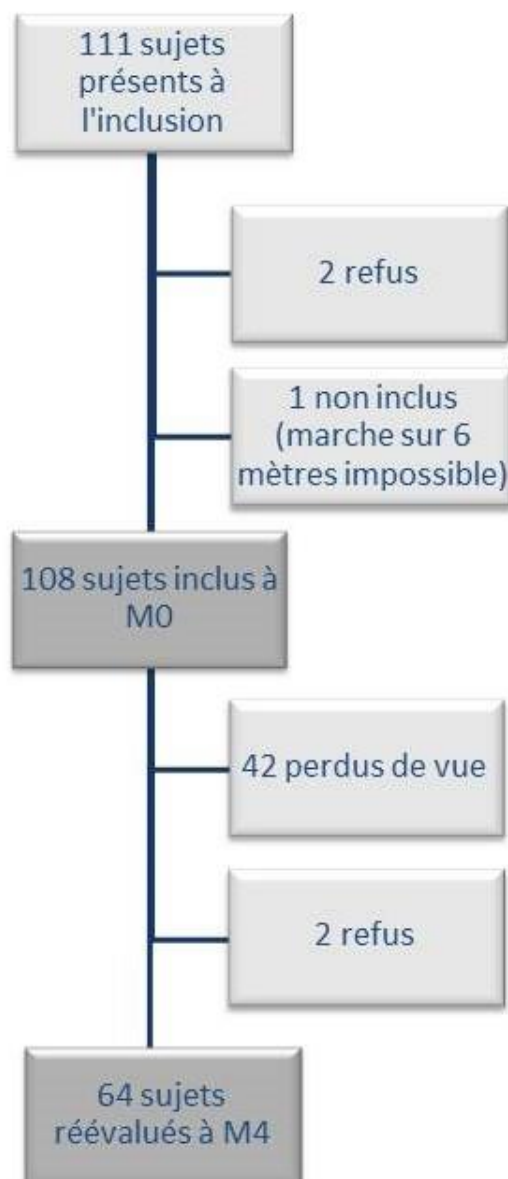 111 sujets
présents à
l'inclusion
2 refus
1 non inclus
(marche sur 6
mètres impossible)
108 sujets inclus à
M0
42 perdus de vue
2 refus
64 sujets
réévalués à M4